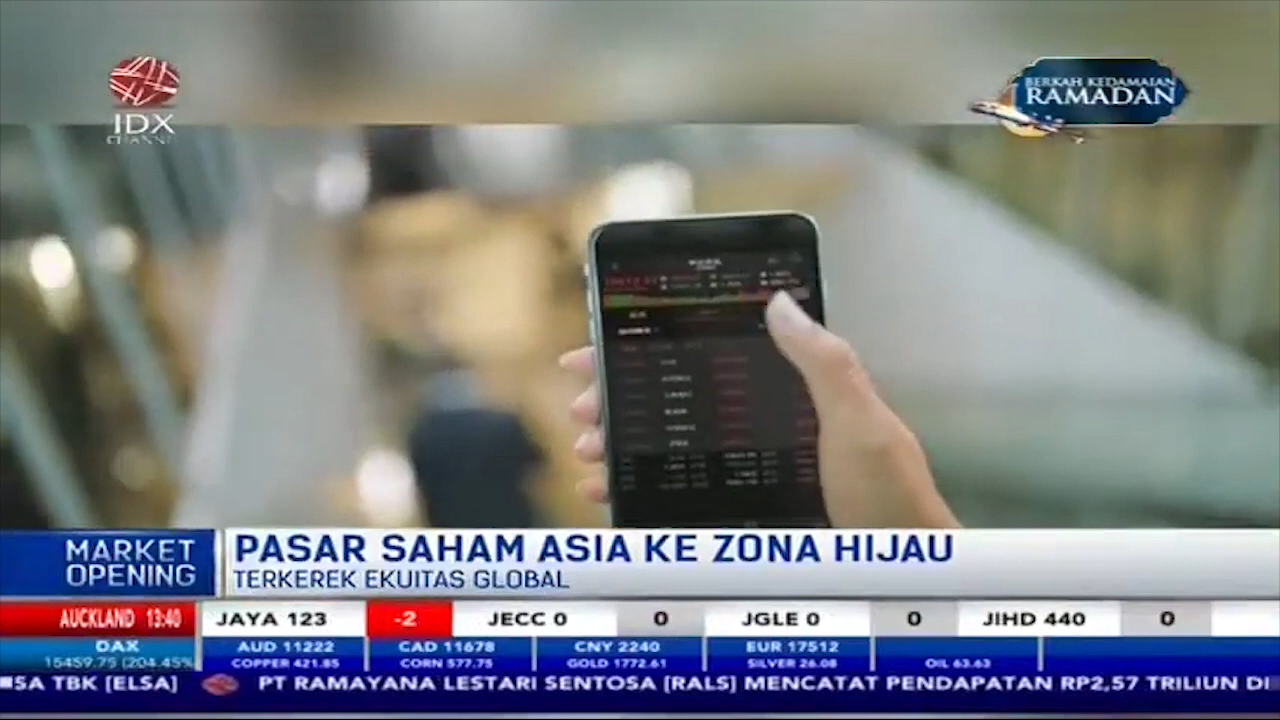 IDX
CHANNEL
BERKAH KEDAMAIAN
RAMADAN
MARKET
OPENING
PASAR SAHAM ASIA KE ZONA HIJAU
TERKEREK EKUITAS GLOBAL
AUCKLAND 13:40
JAYA 123 -2 JECC 0 0 JGLE 0 0 JIHD 440 0
DAX
15459.75 (204.45%
AUD 11222 CAD 11678 CNY 2240 EUR 17512
COPPER 421.85 CORN 577.75 GOLD 1772.61 SILVER 26.08 OIL 63.63
SA TBK [ELSA] PT RAMAYANA LESTARI SENTOSA [RALS] MENCATAT PENDAPATAN RP2,57 TRILIUN DI